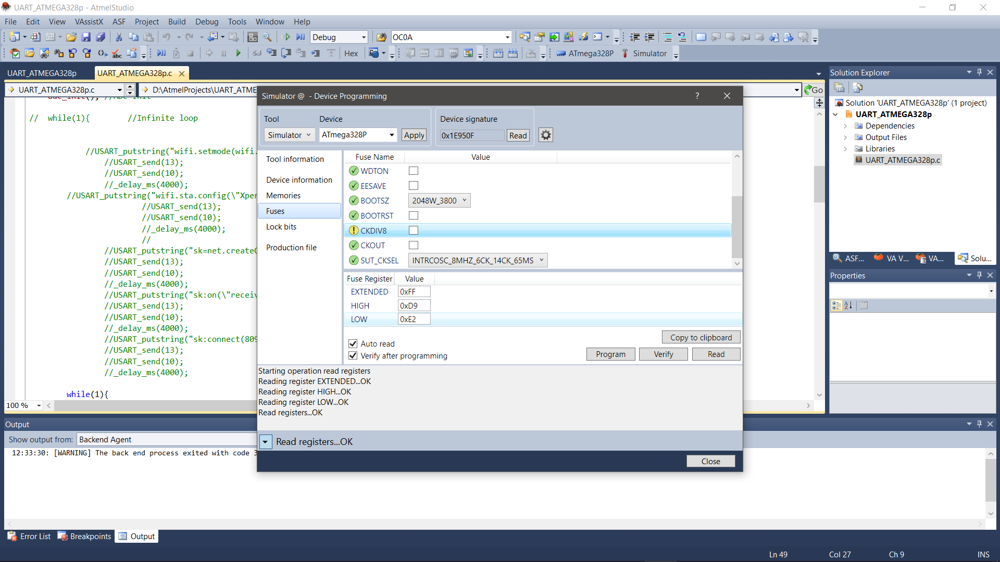 UART_ATMEGA328p - AtmelStudio
File Edit View VAssistX ASF Project Build Debug Tools Window Help
Debug OC0A
Hex ATmega328P Simulator
UART_ATMEGA328p UART_ATMEGA328p.c
UART_ATMEGA328p.c D:\AtmelProjects\UART_ATME Go
// while(1){ //Infinite loop
//USART_putstring("wifi.setmode(wifi.
//USART_send(13);
//USART_send(10);
//_delay_ms(4000);
//USART_putstring("wifi.sta.config(\"Xper
//USART_send(13);
//USART_send(10);
//_delay_ms(4000);
//
//USART_putstring("sk=net.create
//USART_send(13);
//USART_send(10);
//_delay_ms(4000);
//USART_putstring("sk:on(\"receiv
//USART_send(13);
//USART_send(10);
//_delay_ms(4000);
//USART_putstring("sk:connect(809
//USART_send(13);
//USART_send(10);
//_delay_ms(4000);
while(1){
100 %
Simulator @ - Device Programming ?
Tool Device Device signature
Simulator ATmega328P Apply 0x1E950F Read
Tool information
Device information
Memories
Fuses
Lock bits
Production file
Fuse Name Value
WDTON
EESAVE
BOOTSZ 2048W_3800
BOOTRST
CKDIV8
CKOUT
SUT_CKSEL INTRCOSC_8MHZ_6CK_14CK_65MS
Fuse Register Value
EXTENDED 0xFF
HIGH 0xD9
LOW 0xE2
Copy to clipboard
Auto read
Verify after programming
Program Verify Read
Starting operation read registers
Reading register EXTENDED...OK
Reading register HIGH...OK
Reading register LOW...OK
Read registers...OK
Read registers...OK
Close
Solution Explorer
Solution 'UART_ATMEGA328p' (1 project)
UART_ATMEGA328p
Dependencies
Output Files
Libraries
UART_ATMEGA328p.c
ASF... VA V... VA... Solu...
Properties
Output
Show output from: Backend Agent
12:33:30: [WARNING] The back end process exited with code 3
Error List Breakpoints Output
Ln 49 Col 27 Ch 9 INS